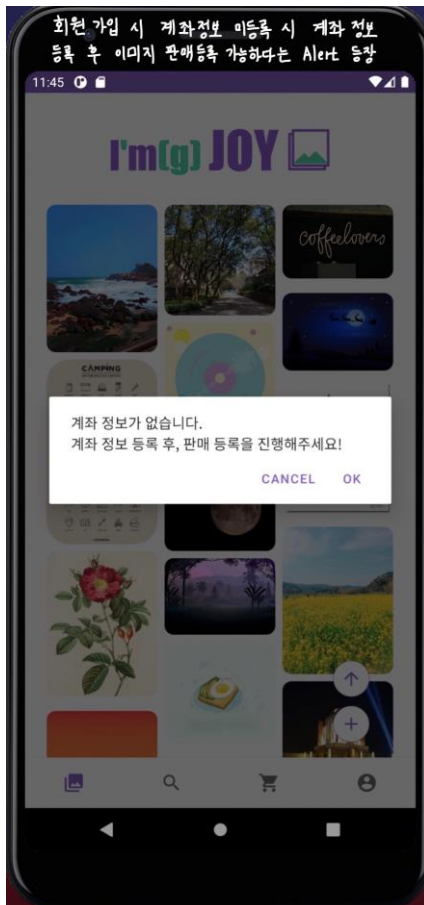 회원 가입 시 계좌정보 미등록 시 계좌 정보
등록 후 이미지 판매등록 가능하다는 Alert 등장
11:45
I'm(g) JOY
coffeelovers
CAMPING
계좌 정보가 없습니다.
계좌 정보 등록 후, 판매 등록을 진행해주세요!
CANCEL OK